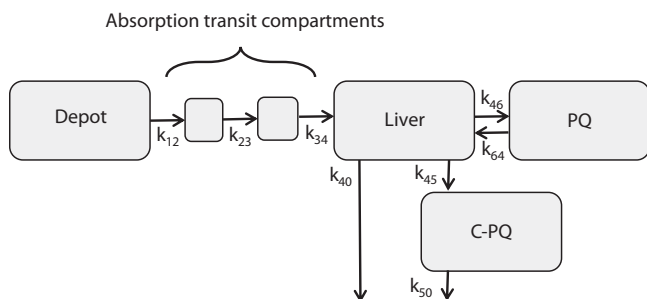 Absorption transit compartments
Depot
k12
k23
k34
Liver
k46
k64
PQ
k40
k45
C-PQ
k50